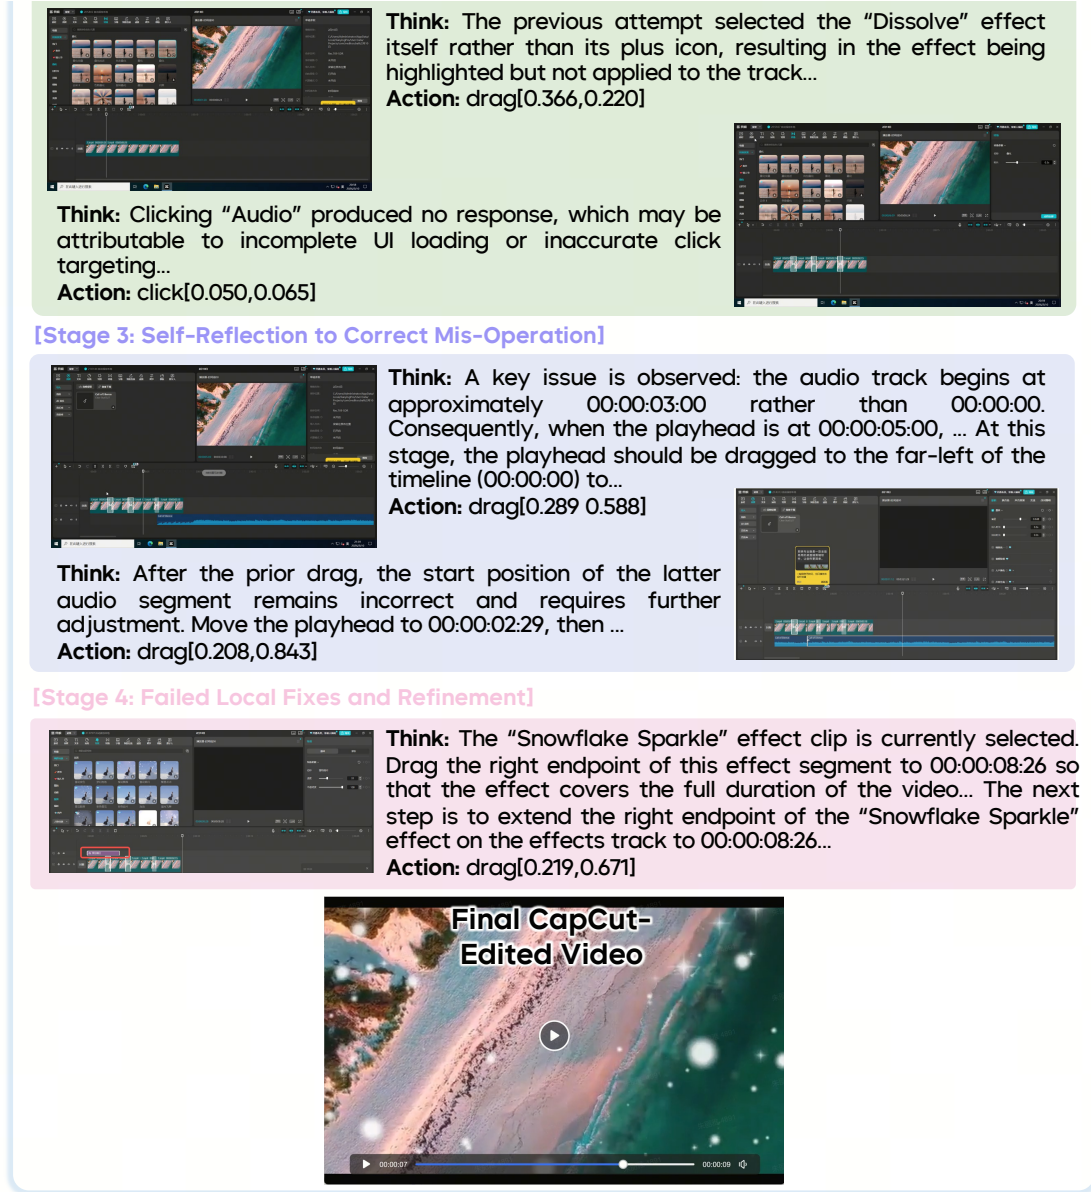 Think: The previous attempt selected the “Dissolve” effect
itself rather than its plus icon, resulting in the effect being
highlighted but not applied to the track...
Action: drag[0.366,0.220]
Think: Clicking “Audio” produced no response, which may be
attributable to incomplete UI loading or inaccurate click
targeting...
Action: click[0.050,0.065]
[Stage 3: Self-Reflection to Correct Mis-Operation]
Think: A key issue is observed: the audio track begins at
approximately 00:00:03:00 rather than 00:00:00.
Consequently, when the playhead is at 00:00:05:00, ... At this
stage, the playhead should be dragged to the far-left of the
timeline (00:00:00) to...
Action: drag[0.289 0.588]
Think: After the prior drag, the start position of the latter
audio segment remains incorrect and requires further
adjustment. Move the playhead to 00:00:02:29, then ...
Action: drag[0.208,0.843]
[Stage 4: Failed Local Fixes and Refinement]
Think: The “Snowflake Sparkle” effect clip is currently selected.
Drag the right endpoint of this effect segment to 00:00:08:26 so
that the effect covers the full duration of the video... The next
step is to extend the right endpoint of the “Snowflake Sparkle”
effect on the effects track to 00:00:08:26...
Action: drag[0.219,0.671]
Final CapCut-
Edited Video
00:00:07
00:00:09